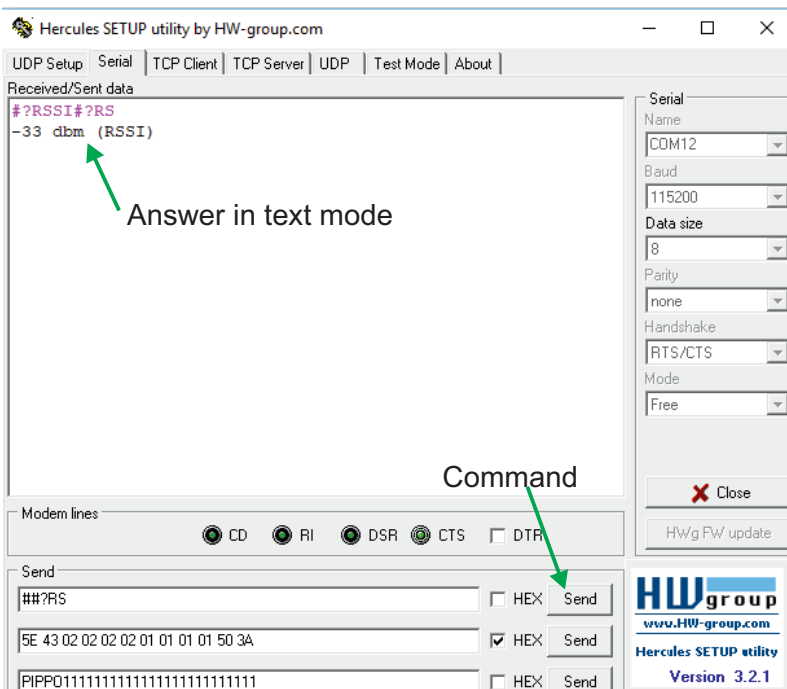 Hercules SETUP utility by HW-group.com
UDP Setup Serial TCP Client TCP Server UDP Test Mode About
Received/Sent data
#?RSSI#?RS
-33 dbm (RSSI)
Answer in text mode
Serial
Name
COM12
Baud
115200
Data size
8
Parity
none
Handshake
RTS/CTS
Mode
Free
Command
Close
HWg FW update
Modem lines
CD RI DSR CTS DTR
Send
##?RS HEX Send
5E 43 02 02 02 02 01 01 01 01 50 3A HEX Send
HEX Send
HWgroup
www.HW-group.com
Hercules SETUP utility
Version 3.2.1